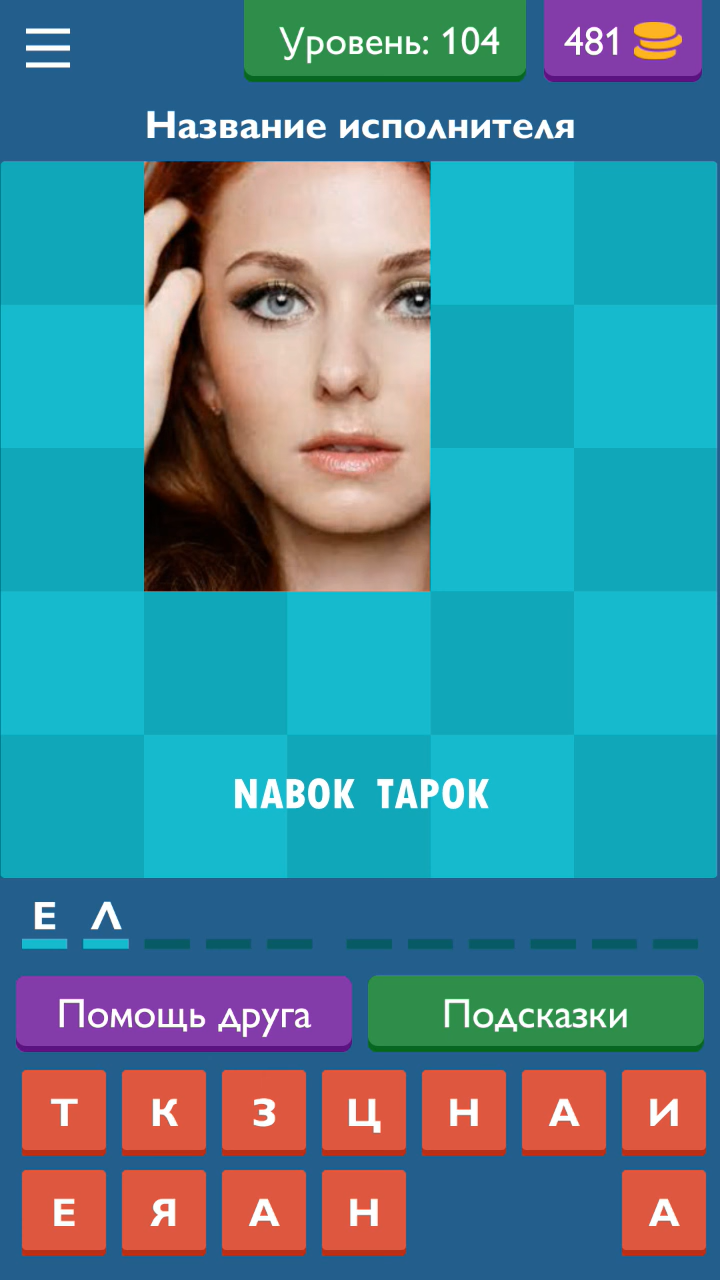 Уровень: 104
481
Название исполнителя
NABOK TAPOK
Е Л
Помощь друга
Подсказки
Т К З Ц Н А И
Е Я А Н А